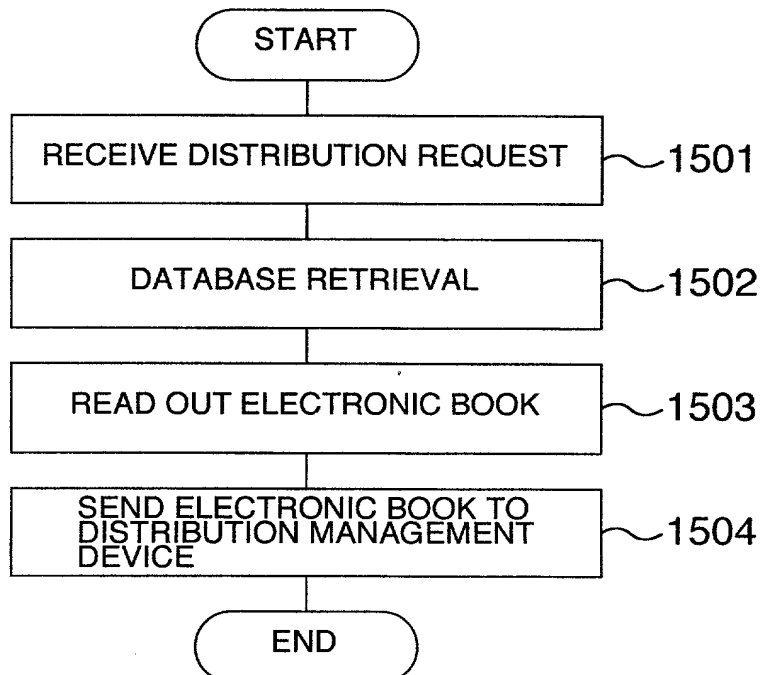 START
RECEIVE DISTRIBUTION REQUEST
1501
DATABASE RETRIEVAL
1502
READ OUT ELECTRONIC BOOK
1503
SEND ELECTRONIC BOOK TO
DISTRIBUTION MANAGEMENT
DEVICE
1504
END